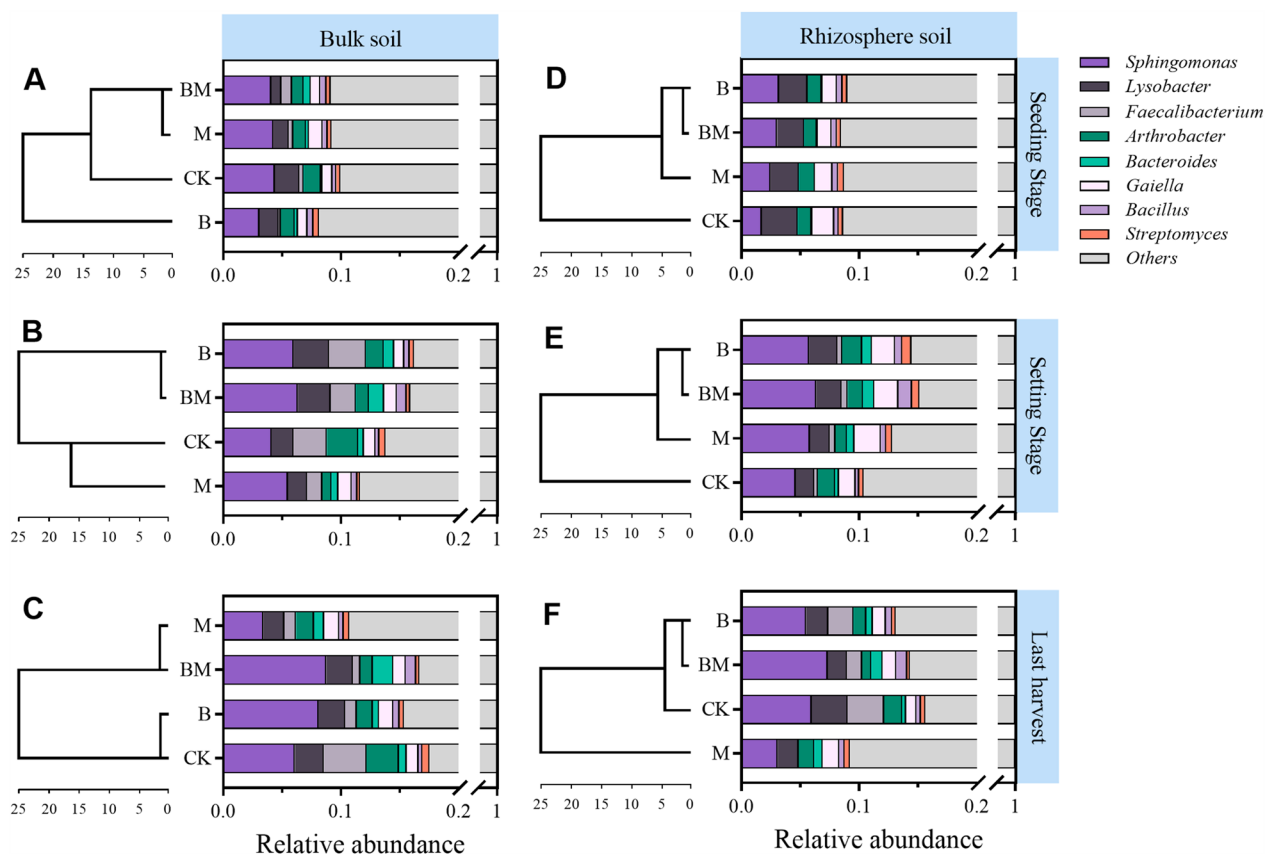 Bulk soil
Rhizosphere soil
A
BM
M
CK
B
25 20 15 10 5 0
0.0 0.1 0.2 1
D
B
BM
M
CK
25 20 15 10 5 0
0.0 0.1 0.2 1
Seeding Stage
Sphingomonas
Lysobacter
Faecalibacterium
Arthrobacter
Bacteroides
Gaiella
Bacillus
Streptomyces
Others
B
B
BM
CK
M
25 20 15 10 5 0
0.0 0.1 0.2 1
E
B
BM
M
CK
25 20 15 10 5 0
0.0 0.1 0.2 1
Setting Stage
C
M
BM
B
CK
25 20 15 10 5 0
0.0 0.1 0.2 1
Relative abundance
F
B
BM
CK
M
25 20 15 10 5 0
0.0 0.1 0.2 1
Relative abundance
Last harvest